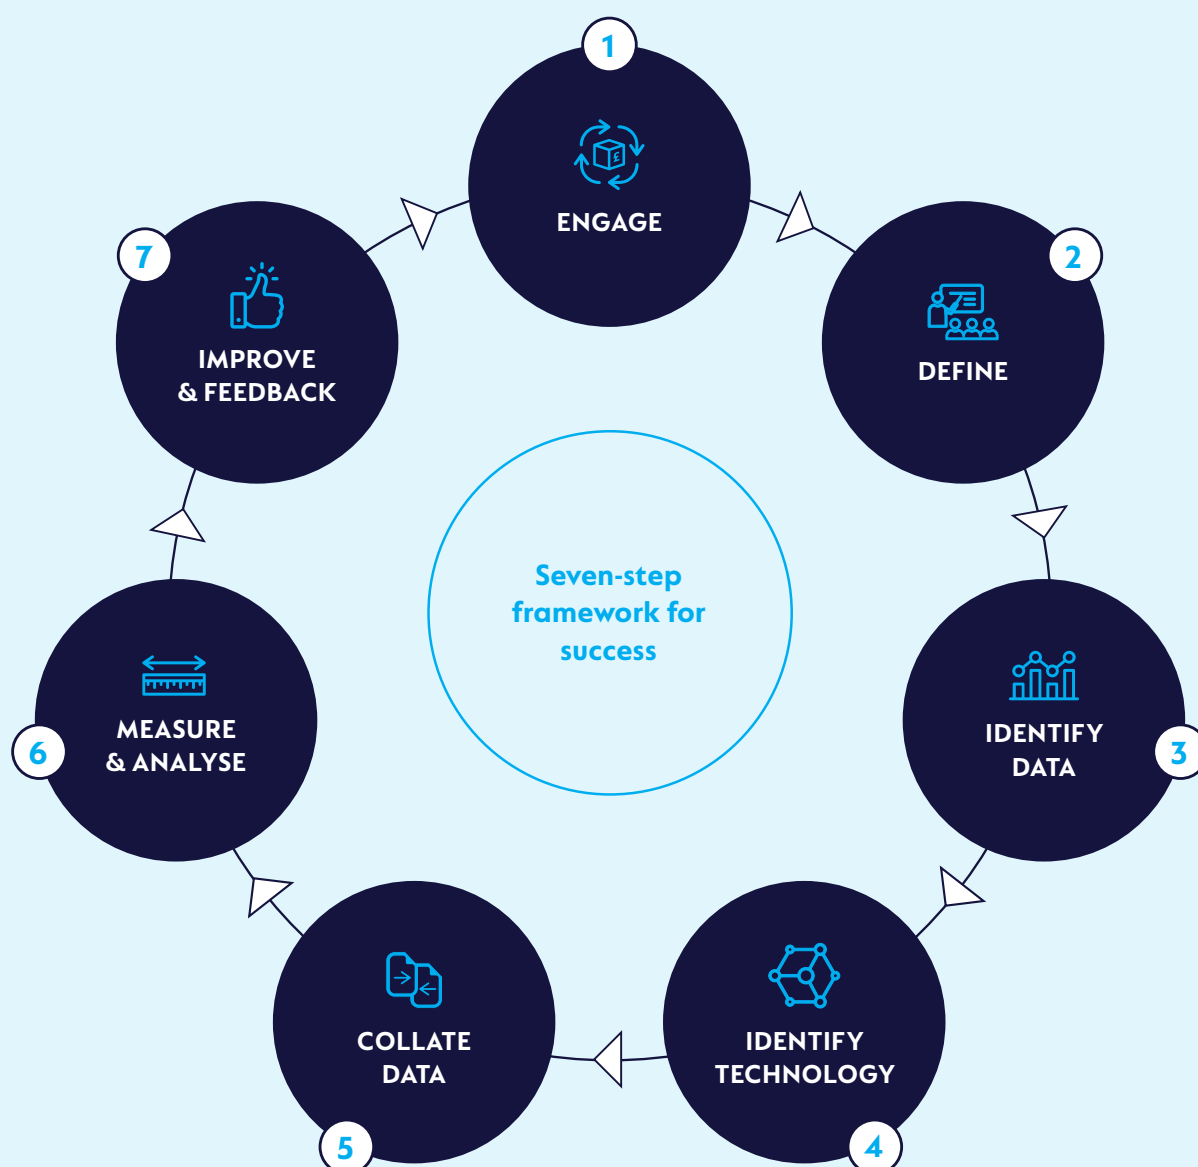 1
ENGAGE
2
DEFINE
3
IDENTIFY
DATA
4
IDENTIFY
TECHNOLOGY
5
COLLATE
DATA
6
MEASURE
& ANALYSE
7
IMPROVE
& FEEDBACK
Seven-step
framework for
success
£